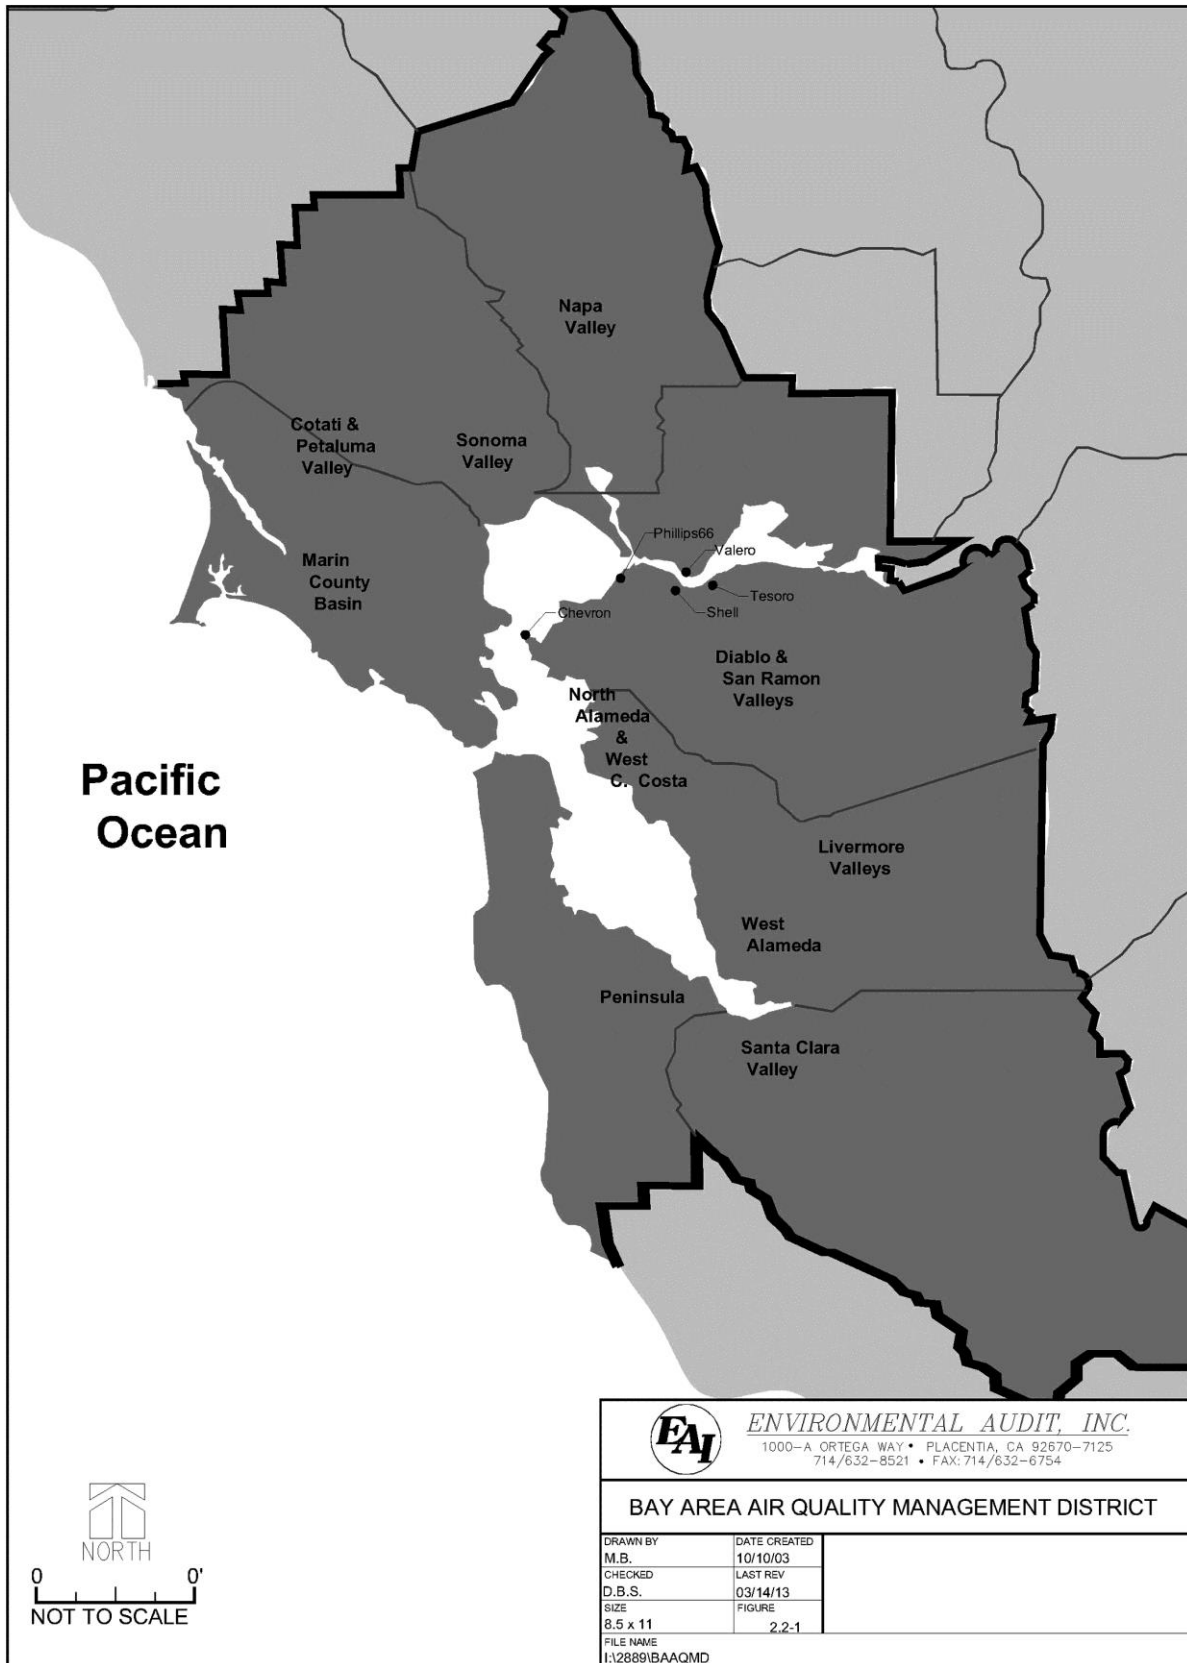 Napa
Valley
Cotati &
Petaluma
Valley
Sonoma
Valley
Phillips66
Valero
Marin
County
Basin
Tesoro
Shell
Chevron
Diablo &
San Ramon
Valleys
North
Alameda
&
West
C. Costa
Pacific
Ocean
Livermore
Valleys
West
Alameda
Peninsula
Santa Clara
Valley
EAI
ENVIRONMENTAL AUDIT, INC.
1000-A ORTEGA WAY • PLACENTIA, CA 92670-7125
714/632-8521 • FAX: 714/632-6754
BAY AREA AIR QUALITY MANAGEMENT DISTRICT
DRAWN BY
M.B.
DATE CREATED
10/10/03
CHECKED
D.B.S.
LAST REV
03/14/13
SIZE
8.5 x 11
FIGURE
2.2-1
FILE NAME
I:\2889\BAAQMD
NORTH
0 0'
NOT TO SCALE